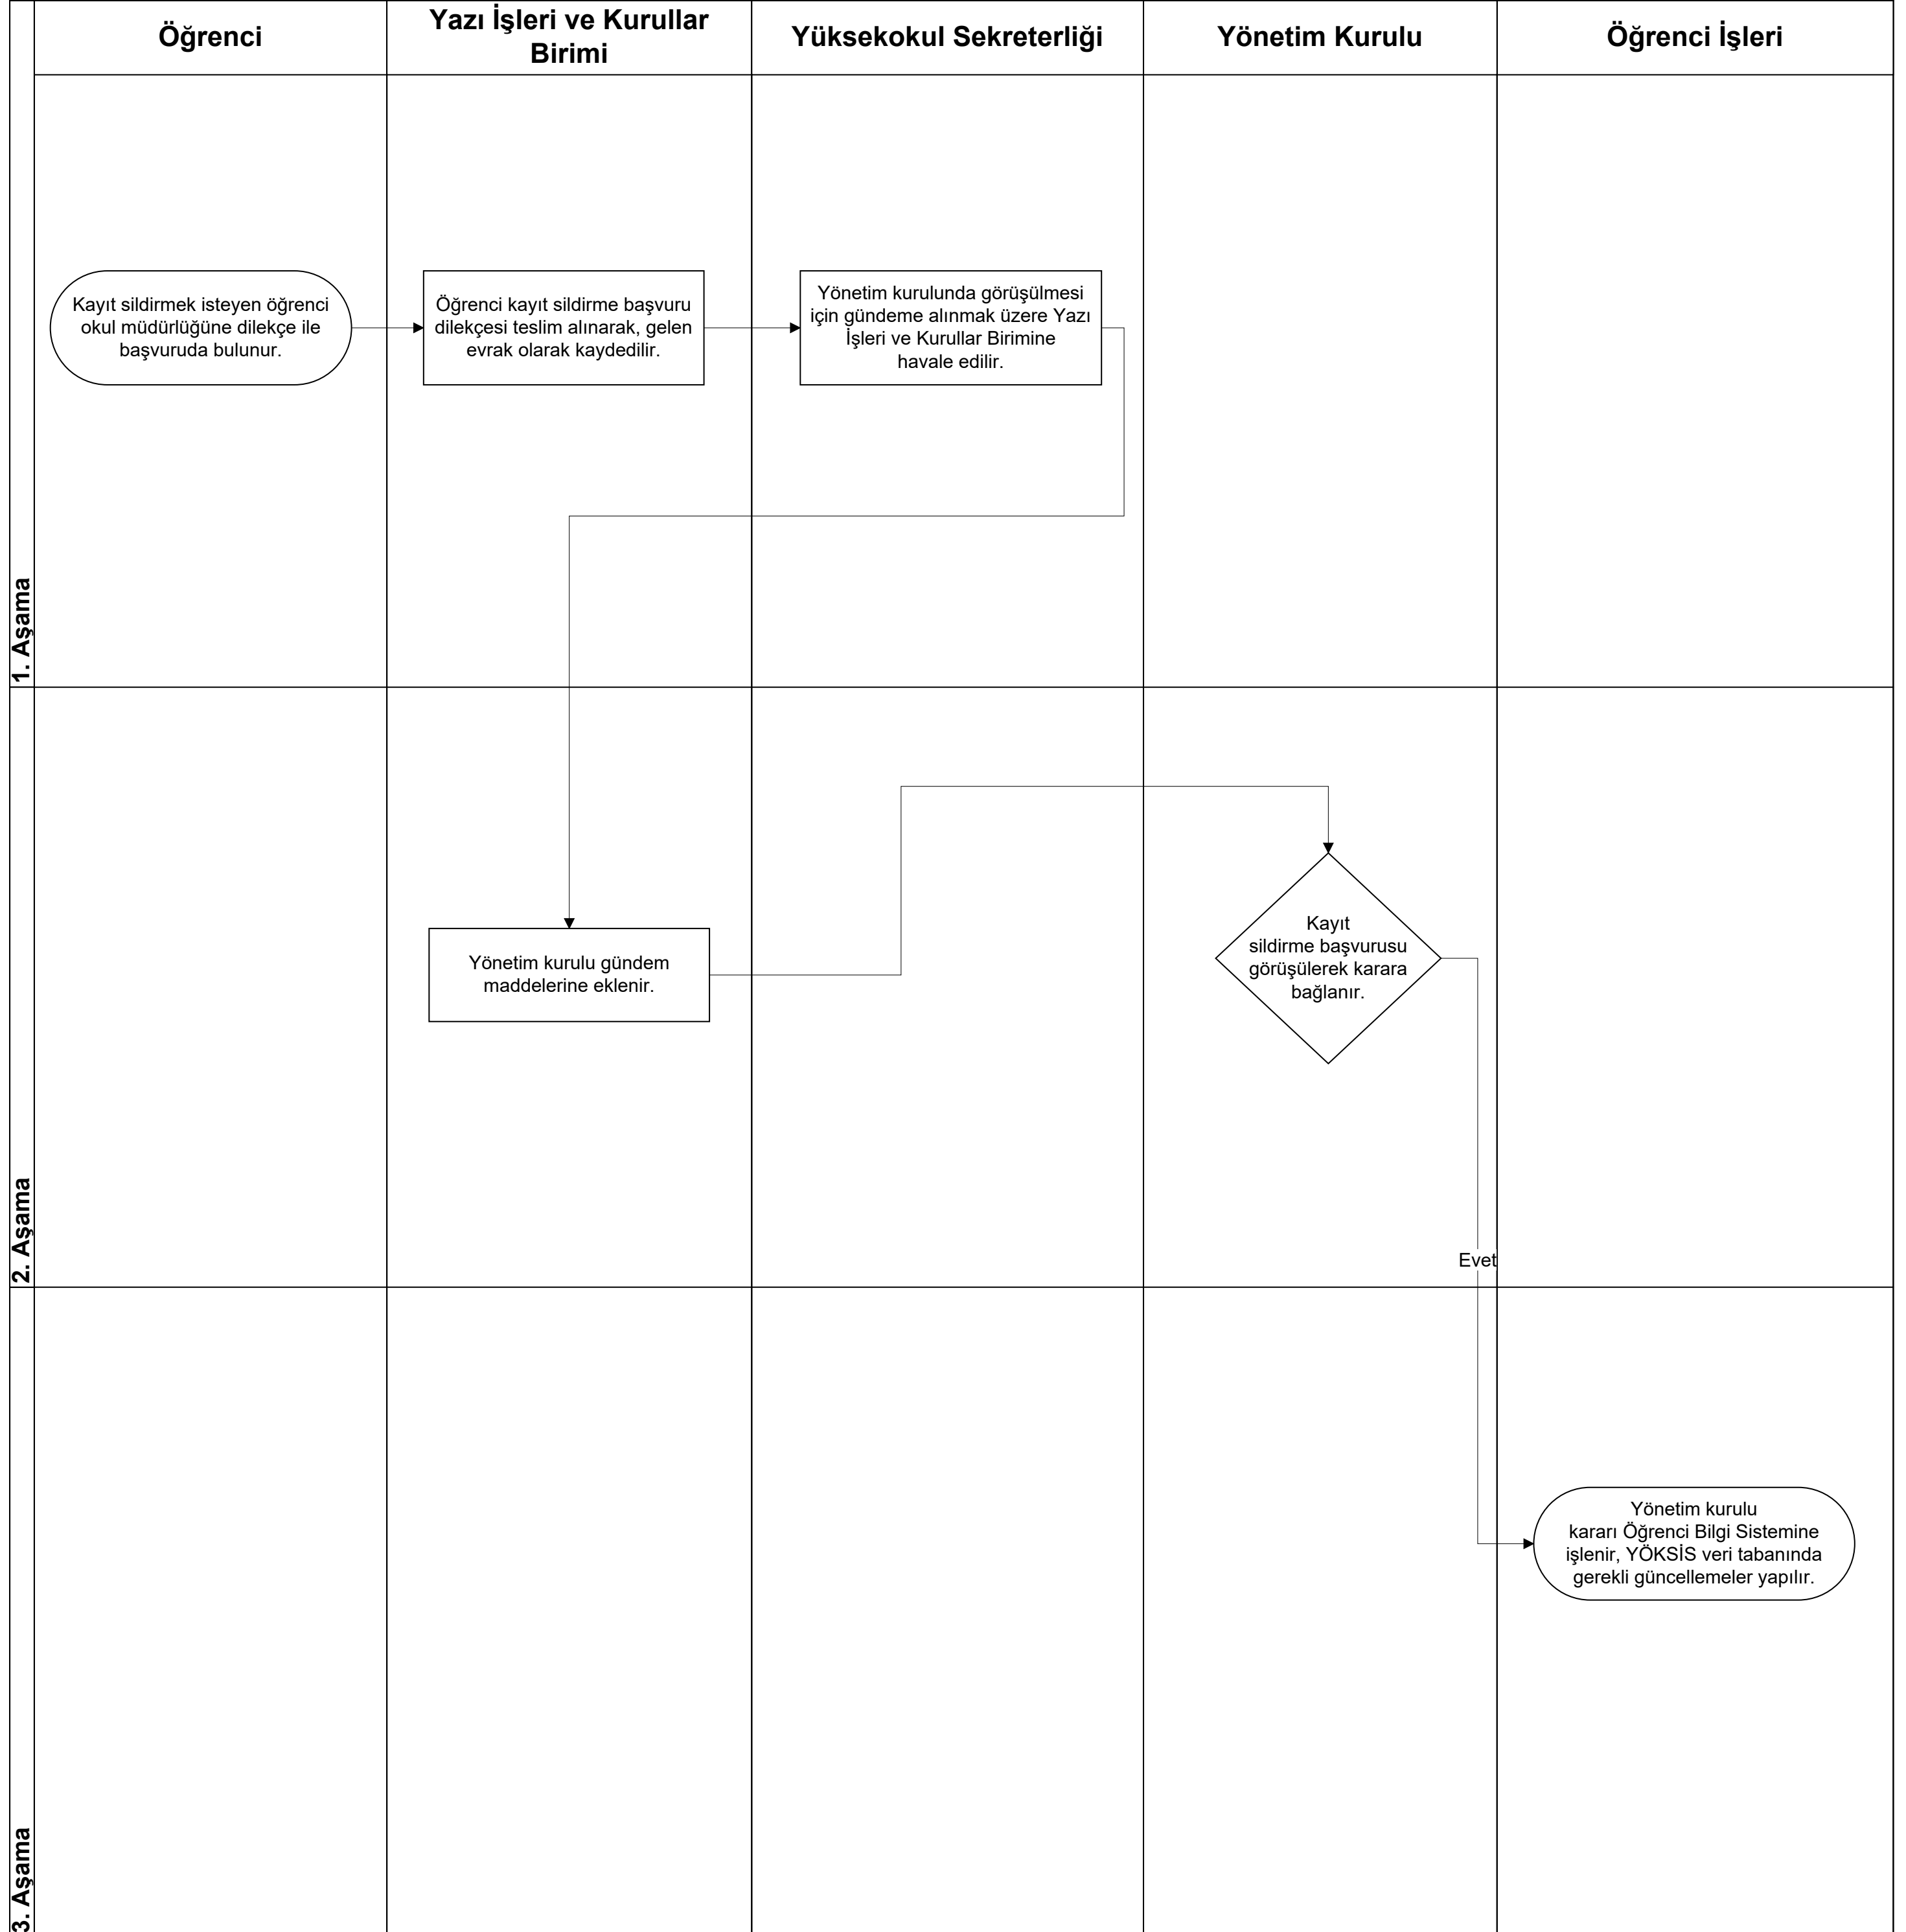 Öğrenci
Yazı İşleri ve Kurullar
Birimi
Yüksekokul Sekreterliği
Yönetim Kurulu
Öğrenci İşleri
1. Aşama
Kayıt sildirmek isteyen öğrenci
okul müdürlüğüne dilekçe ile
başvuruda bulunur.
Öğrenci kayıt sildirme başvuru
dilekçesi teslim alınarak, gelen
evrak olarak kaydedilir.
Yönetim kurulunda görüşülmesi
için gündeme alınmak üzere Yazı
İşleri ve Kurullar Birimine
havale edilir.
2. Aşama
Yönetim kurulu gündem
maddelerine eklenir.
Kayıt
sildirme başvurusu
görüşülerek karara
bağlanır.
Evet
3. Aşama
Yönetim kurulu
kararı Öğrenci Bilgi Sistemine
işlenir, YÖKSİS veri tabanında
gerekli güncellemeler yapılır.